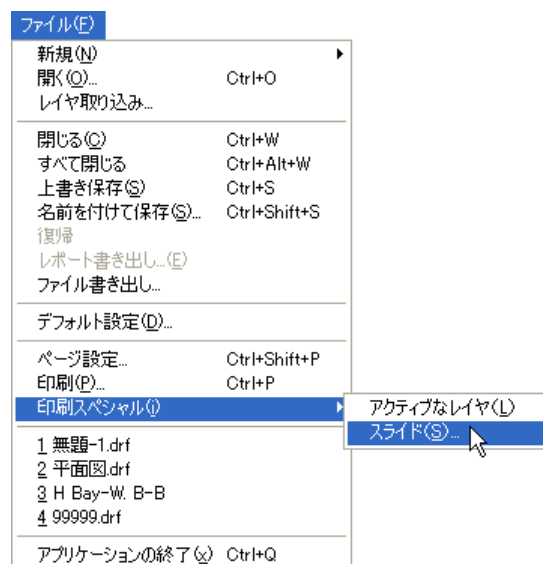 ファイル(F)
新規(N)
開く(O)... Ctrl+O
レイヤ取り込み...
閉じる(C) Ctrl+W
すべて閉じる Ctrl+Alt+W
上書き保存(S) Ctrl+S
名前を付けて保存(S)... Ctrl+Shift+S
復帰
レポート書き出し...(E)
ファイル書き出し...
デフォルト設定(D)...
ページ設定... Ctrl+Shift+P
印刷(P)... Ctrl+P
印刷スペシャル(i) アクティブなレイヤ(L)
スライド(S)...
1 無題-1.drf
2 平面図.drf
3 H Bay-W. B-B
4 99999.drf
アプリケーションの終了(x) Ctrl+Q